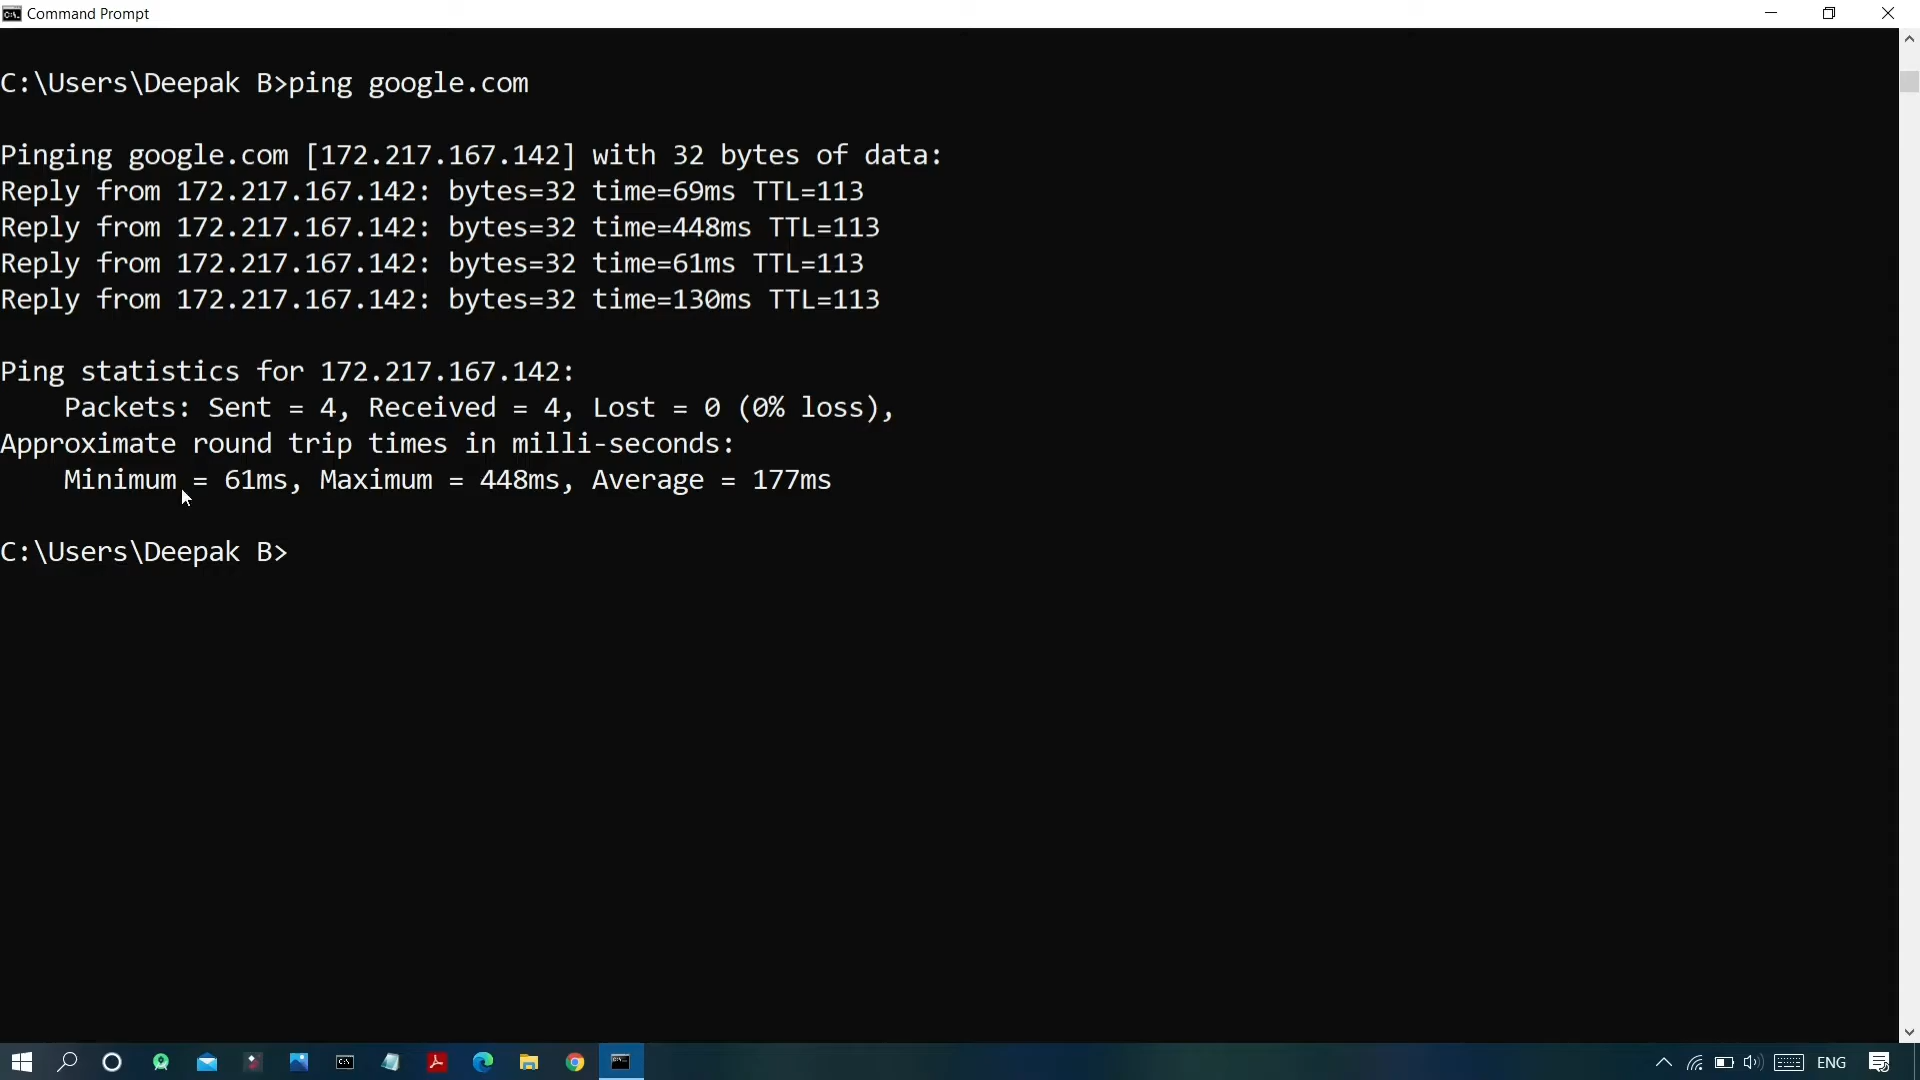 Command Prompt
C:\Users\Deepak B>ping google.com
Pinging google.com [172.217.167.142] with 32 bytes of data:
Reply from 172.217.167.142: bytes=32 time=69ms TTL=113
Reply from 172.217.167.142: bytes=32 time=448ms TTL=113
Reply from 172.217.167.142: bytes=32 time=61ms TTL=113
Reply from 172.217.167.142: bytes=32 time=130ms TTL=113
Ping statistics for 172.217.167.142:
Packets: Sent = 4, Received = 4, Lost = 0 (0% loss),
Approximate round trip times in milli-seconds:
Minimum = 61ms, Maximum = 448ms, Average = 177ms
C:\Users\Deepak B>
ENG